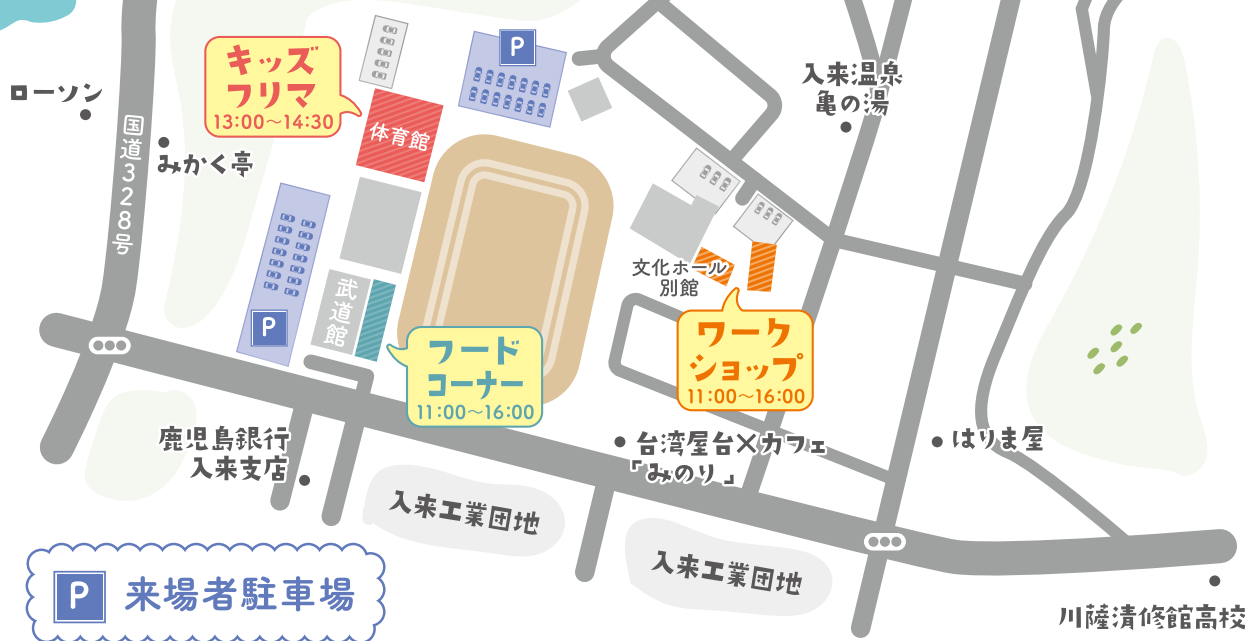 P
キッズ
フリマ
13:00～14:30
体育館
入来温泉
亀の湯
ローソン
国道328号
みかく亭
文化ホール
別館
武道館
P
ワーク
ショップ
11:00～16:00
フード
コーナー
11:00～16:00
鹿児島銀行
入来支店
台湾屋台×カフェ
「みのり」
はりま屋
入来工業団地
入来工業団地
P 来場者駐車場
川薩清修館高校